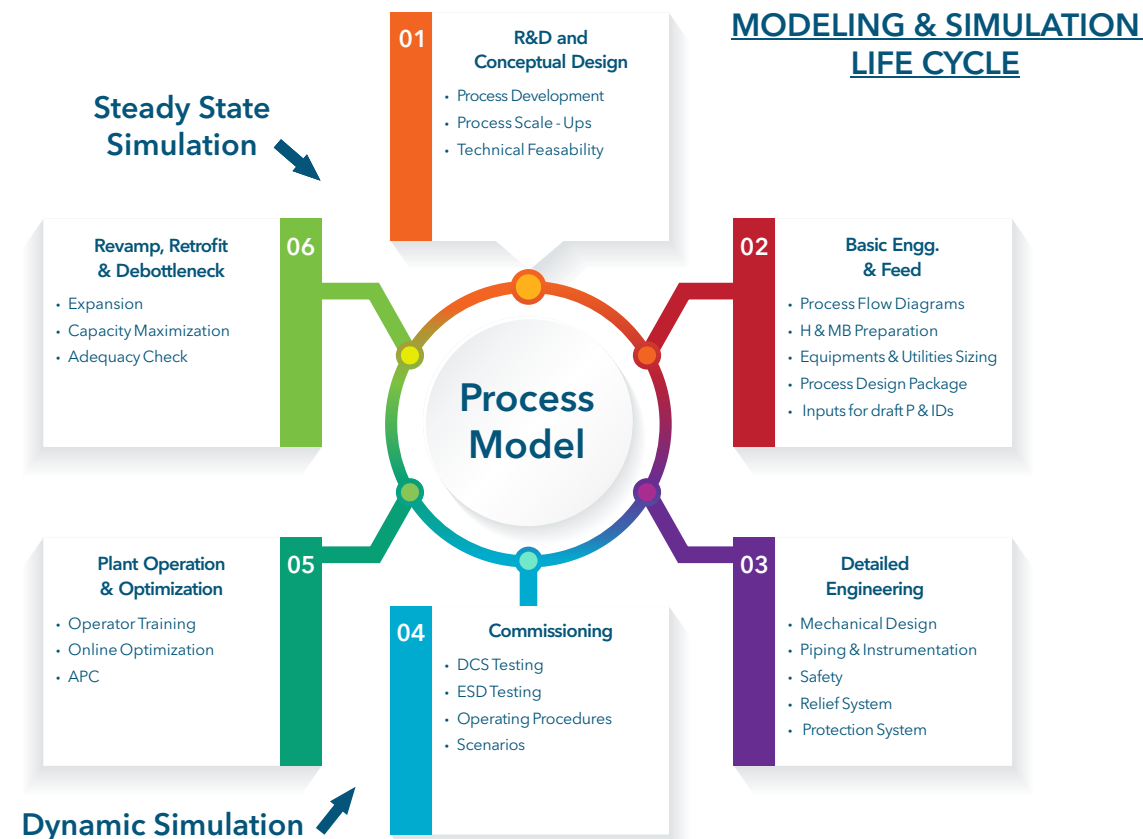 MODELING & SIMULATION
LIFE CYCLE
Steady State
Simulation
01
R&D and
Conceptual Design
• Process Development
• Process Scale - Ups
• Technical Feasability
02
Basic Engg.
& Feed
• Process Flow Diagrams
• H & MB Preparation
• Equipments & Utilities Sizing
• Process Design Package
• Inputs for draft P & IDs
03
Detailed
Engineering
• Mechanical Design
• Piping & Instrumentation
• Safety
• Relief System
• Protection System
04
Commissioning
• DCS Testing
• ESD Testing
• Operating Procedures
• Scenarios
05
Plant Operation
& Optimization
• Operator Training
• Online Optimization
• APC
06
Revamp, Retrofit
& Debottleneck
• Expansion
• Capacity Maximization
• Adequacy Check
Process
Model
Dynamic Simulation